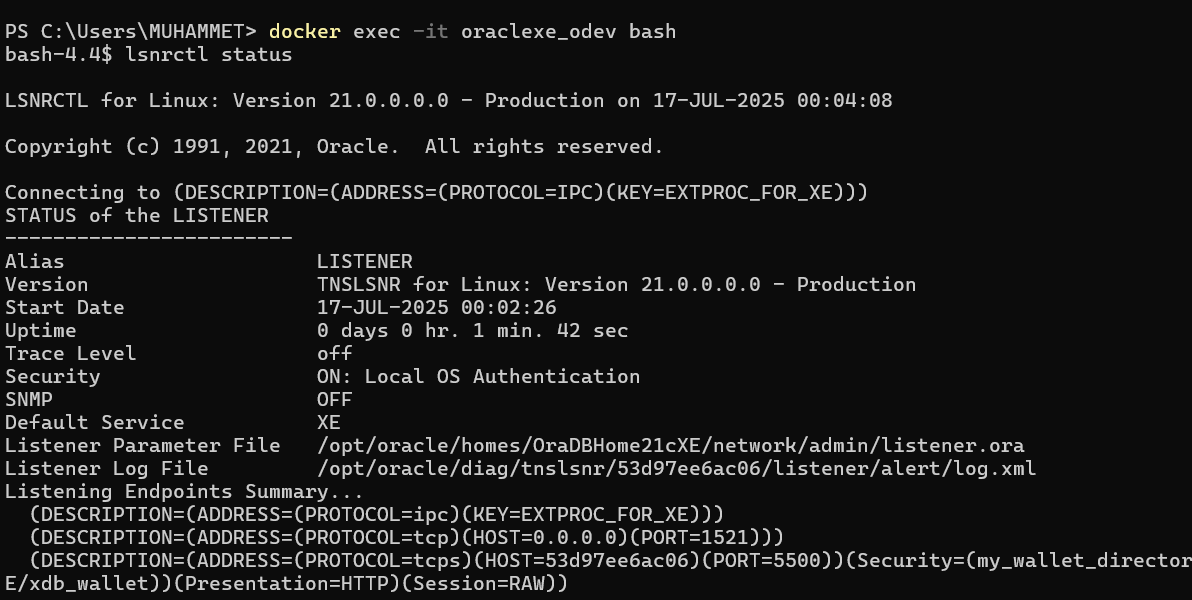 PS C:\Users\MUHAMMET> docker exec -it oraclexe_odev bash
bash-4.4$ lsnrctl status
LSNRCTL for Linux: Version 21.0.0.0.0 - Production on 17-JUL-2025 00:04:08
Copyright (c) 1991, 2021, Oracle.  All rights reserved.
Connecting to (DESCRIPTION=(ADDRESS=(PROTOCOL=IPC)(KEY=EXTPROC_FOR_XE)))
STATUS of the LISTENER
------------------------
Alias                     LISTENER
Version                   TNSLSNR for Linux: Version 21.0.0.0.0 - Production
Start Date                17-JUL-2025 00:02:26
Uptime                    0 days 0 hr. 1 min. 42 sec
Trace Level               off
Security                  ON: Local OS Authentication
SNMP                      OFF
Default Service           XE
Listener Parameter File   /opt/oracle/homes/OraDBHome21cXE/network/admin/listener.ora
Listener Log File         /opt/oracle/diag/tnslsnr/53d97ee6ac06/listener/alert/log.xml
Listening Endpoints Summary...
  (DESCRIPTION=(ADDRESS=(PROTOCOL=ipc)(KEY=EXTPROC_FOR_XE)))
  (DESCRIPTION=(ADDRESS=(PROTOCOL=tcp)(HOST=0.0.0.0)(PORT=1521)))
  (DESCRIPTION=(ADDRESS=(PROTOCOL=tcps)(HOST=53d97ee6ac06)(PORT=5500))(Security=(my_wallet_director
E/xdb_wallet))(Presentation=HTTP)(Session=RAW))